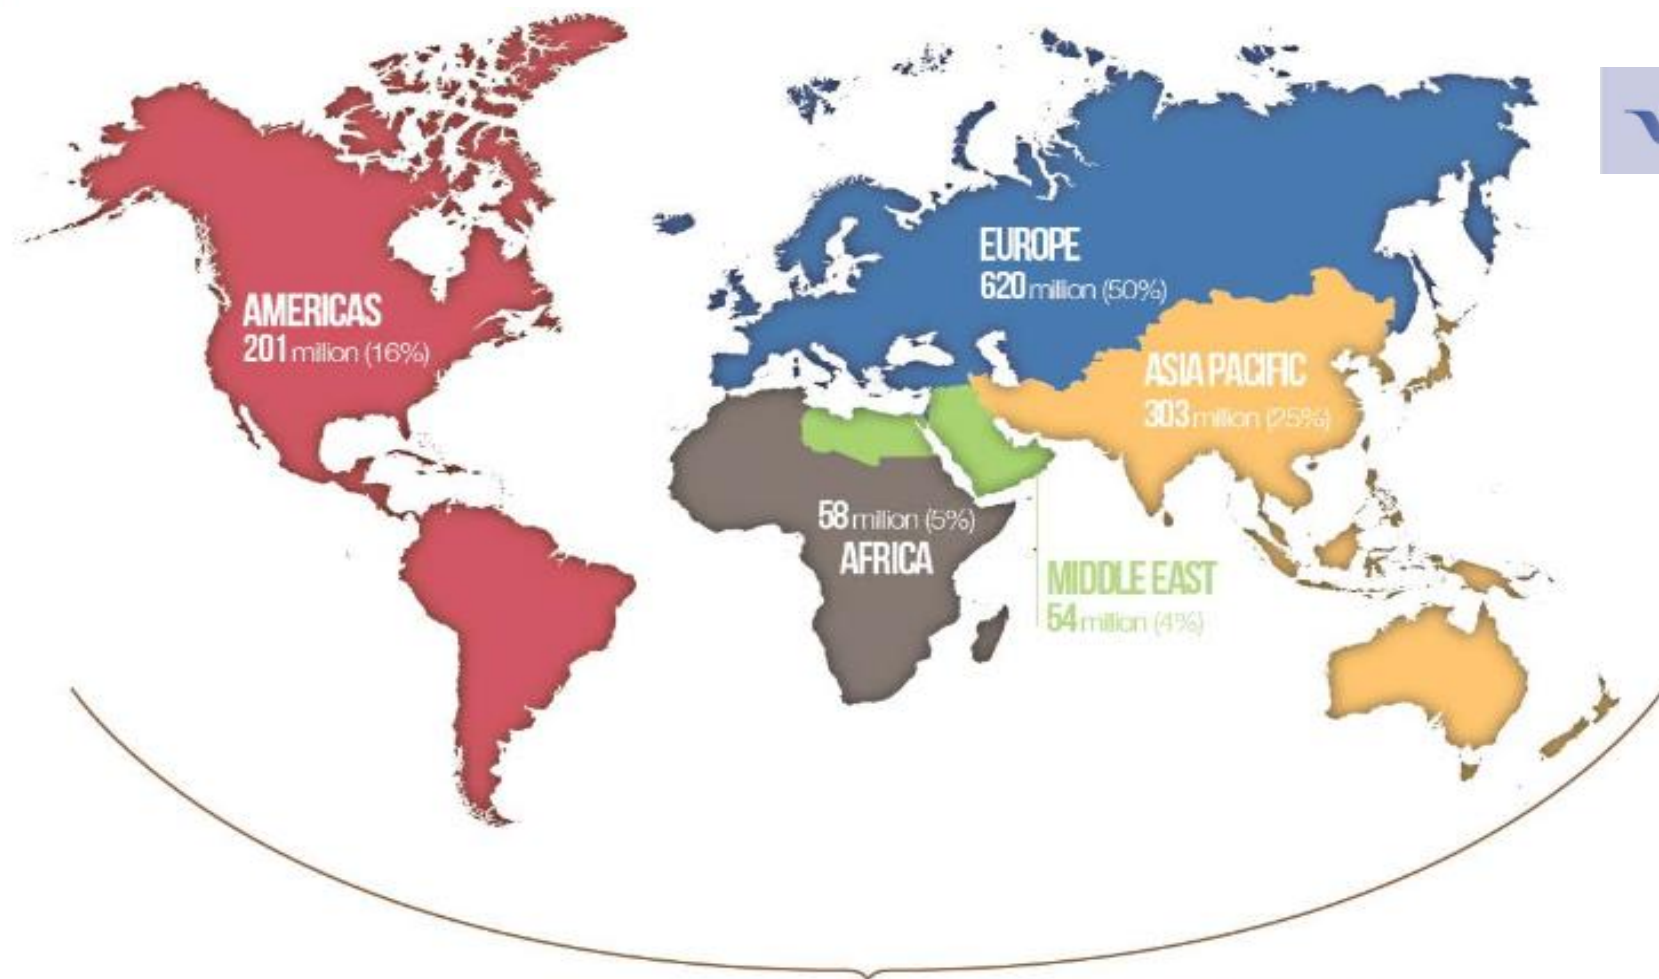 AMERICAS
201 million (16%)
EUROPE
620 million (50%)
ASIA PACIFIC
303 million (25%)
58 million (5%)
AFRICA
MIDDLE EAST
54 million (4%)